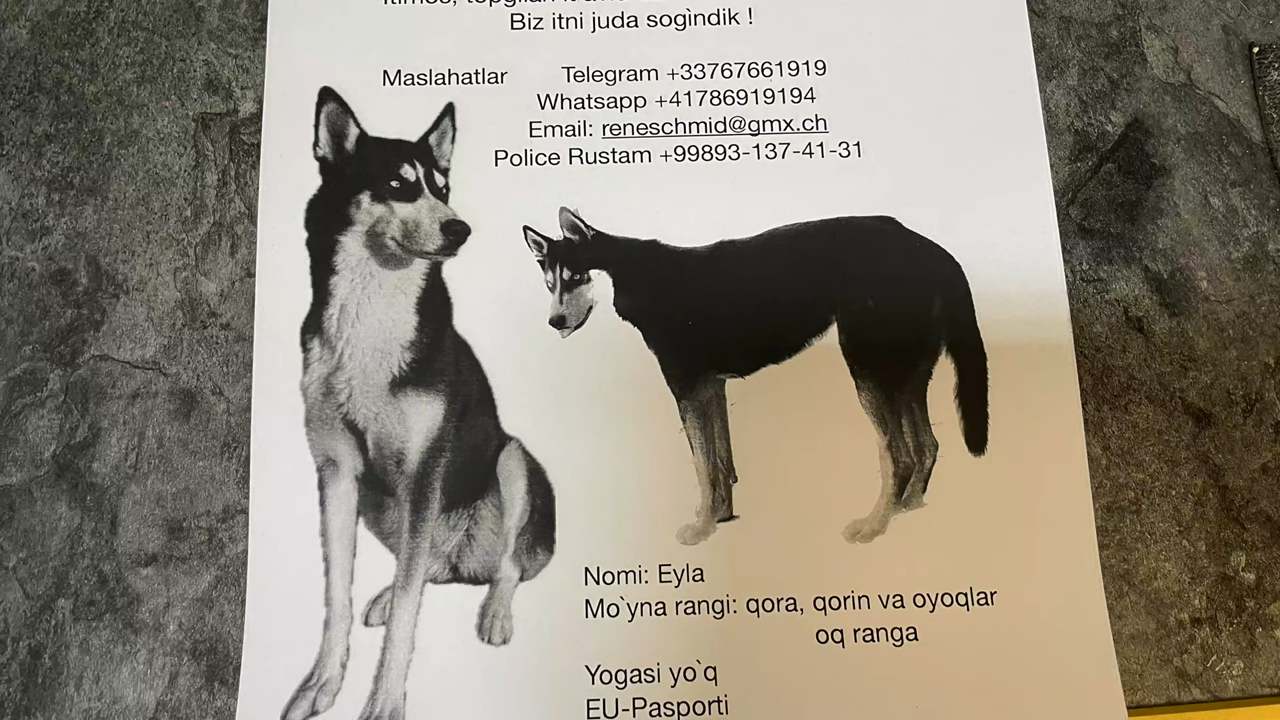 Biz itni juda sogìndik !
Maslahatlar Telegram +33767661919
Whatsapp +41786919194
Email: reneschmid@gmx.ch
Police Rustam +99893-137-41-31
Nomi: Eyla
Mo`yna rangi: qora, qorin va oyoqlar
oq ranga
Yogasi yo`q
EU-Pasporti